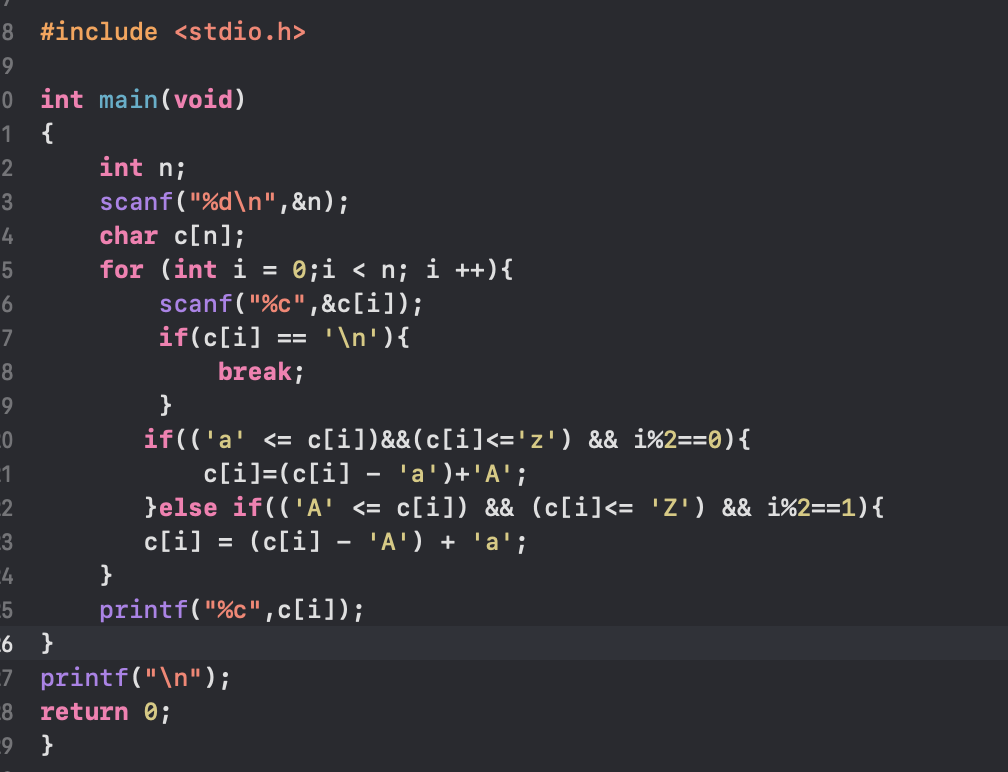 8 #include <stdio.h>
9
0 int main(void)
1 {
2     int n;
3     scanf("%d\n",&n);
4     char c[n];
5     for (int i = 0;i < n; i ++){
6         scanf("%c",&c[i]);
7         if(c[i] == '\n'){
8             break;
9         }
0        if(('a' <= c[i])&&(c[i]<='z') && i%2==0){
1            c[i]=(c[i] - 'a')+'A';
2        }else if(('A' <= c[i]) && (c[i]<= 'Z') && i%2==1){
3        c[i] = (c[i] - 'A') + 'a';
4     }
5     printf("%c",c[i]);
6 }
7 printf("\n");
8 return 0;
9 }